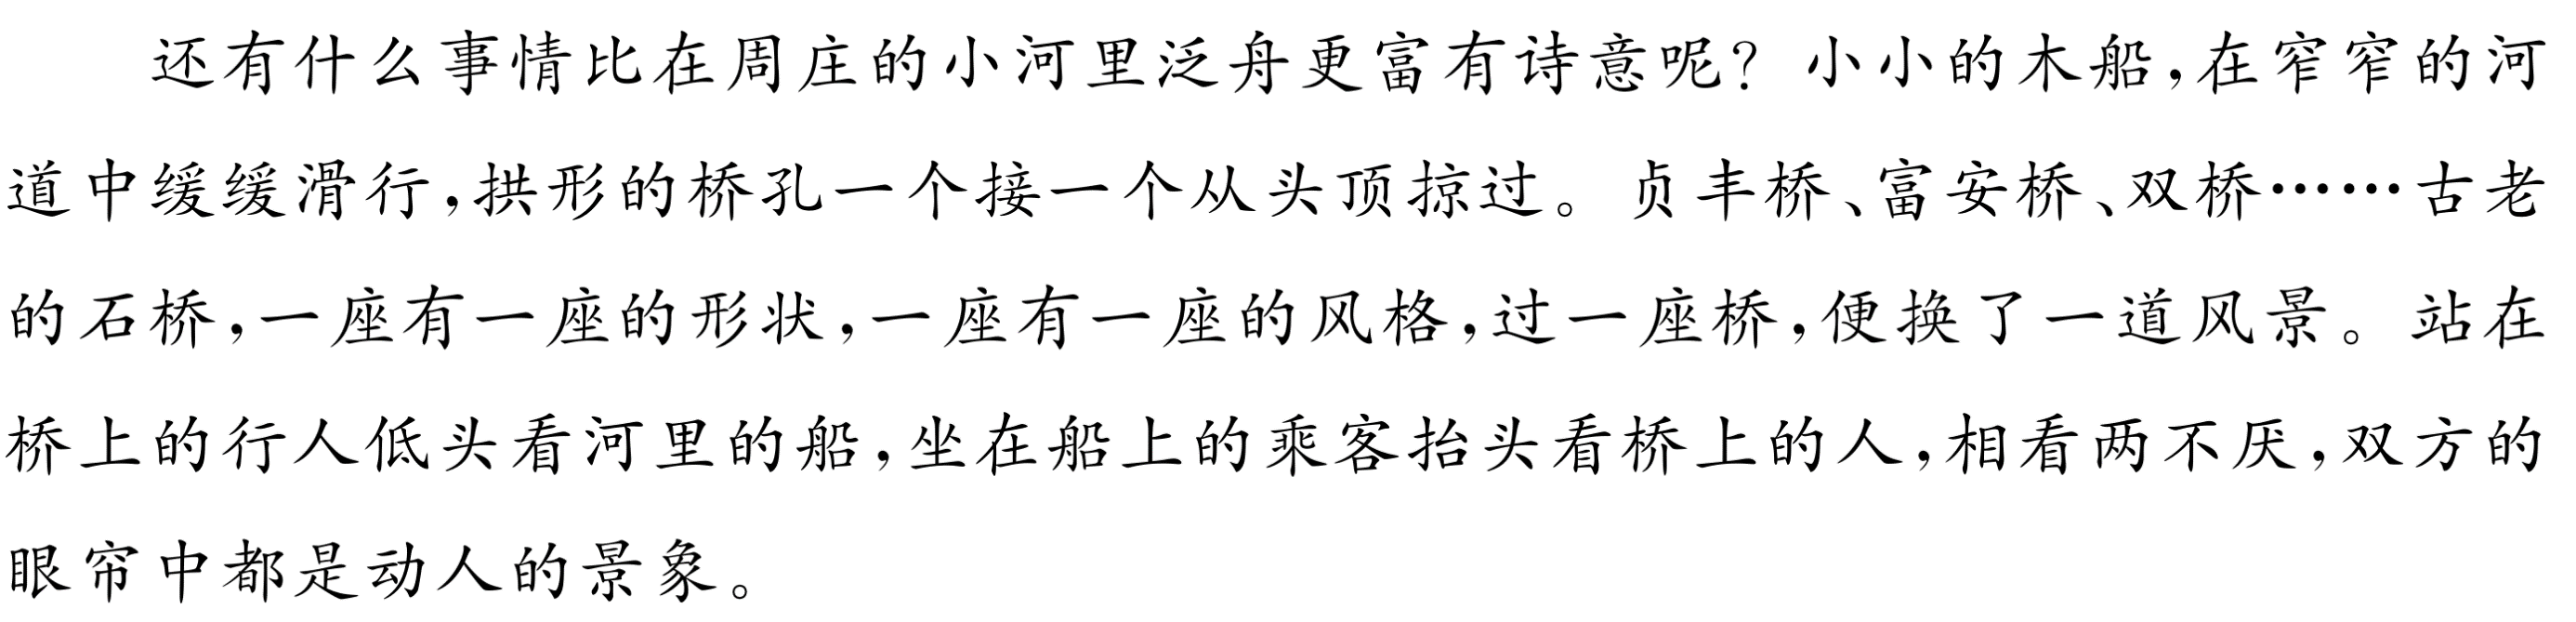 还有什么事情比在周庄的小河里泛舟更富有诗意呢？小小的木船，在窄窄的河
道中缓缓滑行，拱形的桥孔一个接一个从头顶掠过。贞丰桥、富安桥、双桥……古老
的石桥，一座有一座的形状，一座有一座的风格，过一座桥，便换了一道风景。站在
桥上的行人低头看河里的船，坐在船上的乘客抬头看桥上的人，相看两不厌，双方的
眼帘中都是动人的景象。